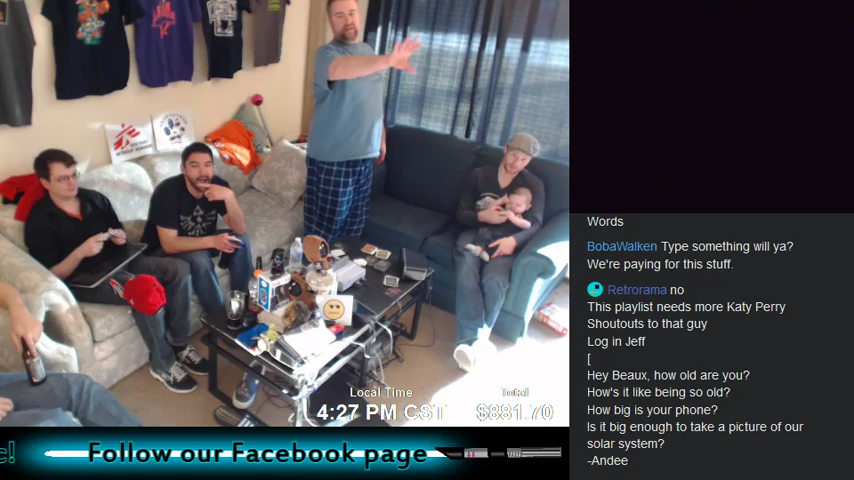 Words
BobaWalken Type something will ya?
We're paying for this stuff.
Retrorama no
This playlist needs more Katy Perry
Shoutouts to that guy
Log in Jeff
[
Hey Beaux, how old are you?
How's it like being so old?
How big is your phone?
Is it big enough to take a picture of our
solar system?
-Andee
Local Time
Total
4:27 PM CST
$881.70
c!
Follow our Facebook page